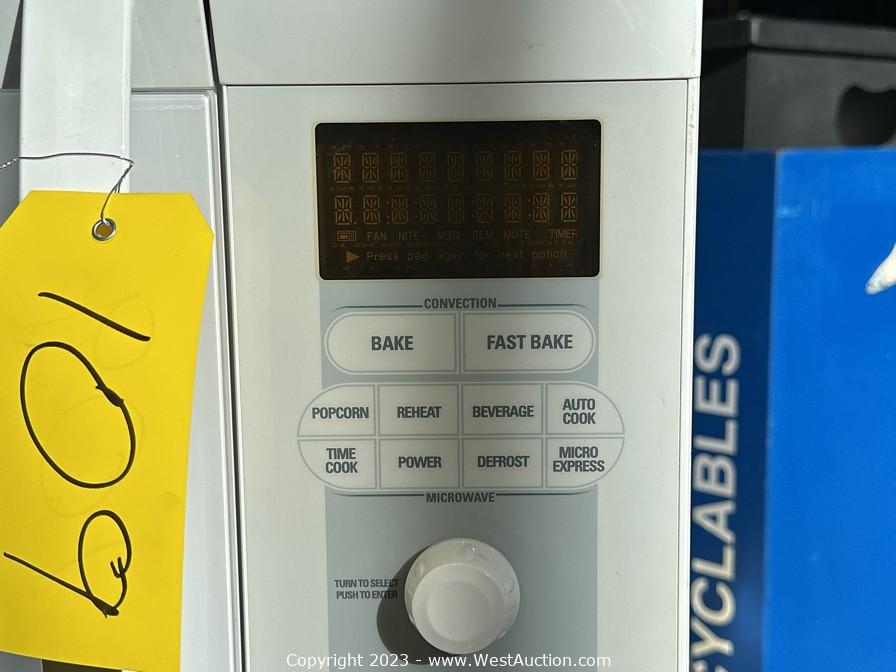 FAN NITE MSG REM MUTE TIMER
Press pad again for next option
CONVECTION
BAKE FAST BAKE
POPCORN REHEAT BEVERAGE AUTO COOK
TIME COOK POWER DEFROST MICRO EXPRESS
MICROWAVE
TURN TO SELECT
PUSH TO ENTER
601
CYCLABLES
Copyright 2023 - www.WestAuction.com